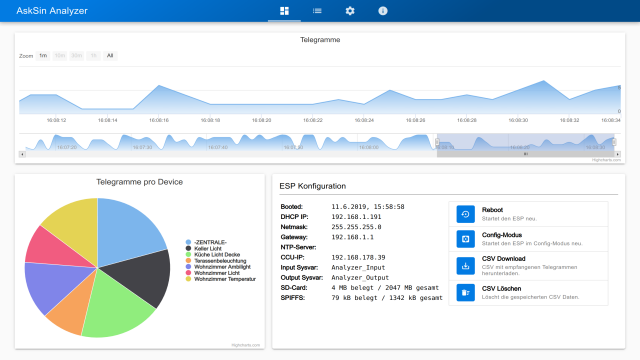 AskSin Analyzer
Telegramme
Zoom 1m 10m 30m 1h All
0
0
16:08:12 16:08:14 16:08:16 16:08:18 16:08:20 16:08:22 16:08:24 16:08:26 16:08:28 16:08:30 16:08:32 16:08:34
16:07:20 16:07:30 16:07:40 16:07:50 16:08:00 16:08:10 16:08:20 16:08:30
Highcharts.com
Telegramme pro Device
-ZENTRALE-
Keller Licht
Küche Licht Decke
Terassenbeleuchtung
Wohnzimmer Ambilight
Wohnzimmer Licht
Wohnzimmer Temperatur
Highcharts.com
ESP Konfiguration
Booted: 11.6.2019, 15:58:58
DHCP IP: 192.168.1.191
Netmask: 255.255.255.0
Gateway: 192.168.1.1
NTP-Server:
CCU-IP: 192.168.178.39
Input Sysvar: Analyzer_Input
Output Sysvar: Analyzer_Output
SD-Card: 4 MB belegt / 2047 MB gesamt
SPIFFS: 79 kB belegt / 1342 kB gesamt
Reboot
Startet den ESP neu.
Config-Modus
Startet den ESP im Config-Modus neu.
CSV Download
CSV mit empfangenen Telegrammen
herunterladen.
CSV Löschen
Löscht die gespeicherten CSV Daten.